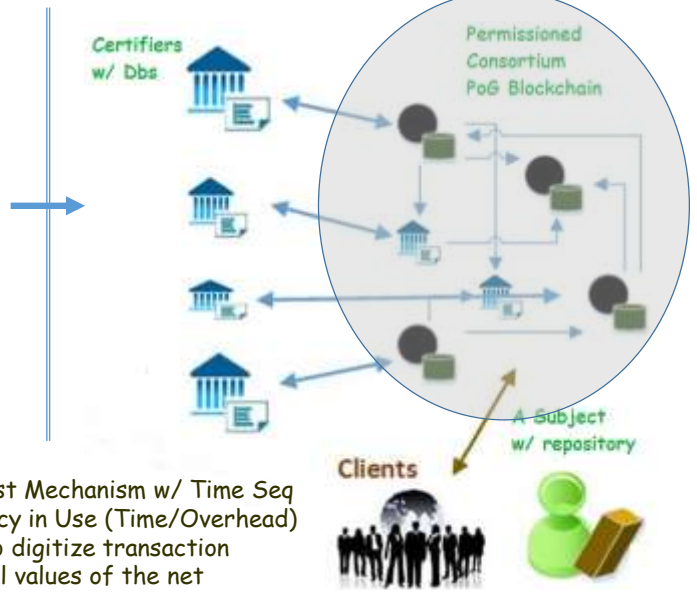 Certifiers
w/ Dbs
Permissioned
Consortium
PoG Blockchain
A Subject
w/ repository
Clients
st Mechanism w/ Time Seq
cy in Use (Time/Overhead)
o digitize transaction
l values of the net